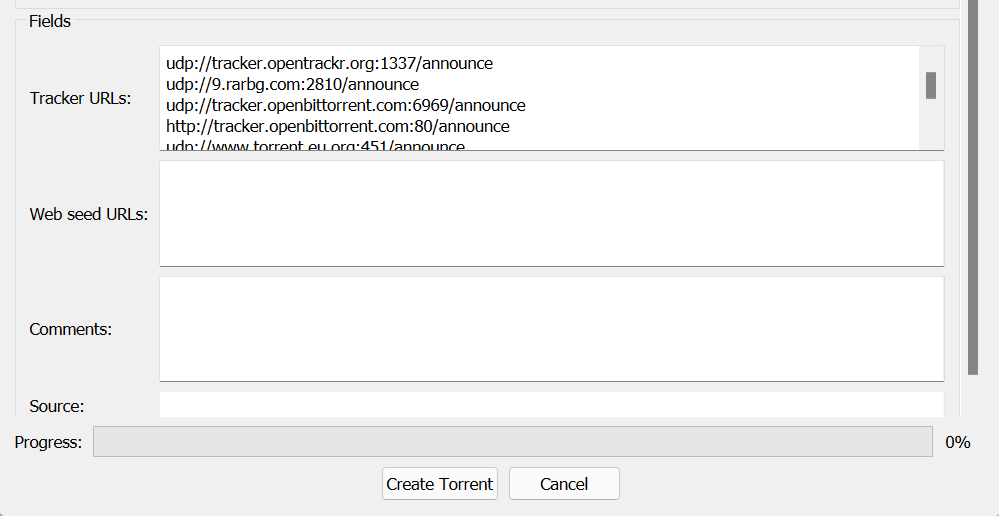 Fields
Tracker URLs:
udp://tracker.opentrackr.org:1337/announce
udp://9.rarbg.com:2810/announce
udp://tracker.openbittorrent.com:6969/announce
http://tracker.openbittorrent.com:80/announce
udp://www.torrent.eu.org:451/announce
Web seed URLs:
Comments:
Source:
Progress: 0%
Create Torrent Cancel